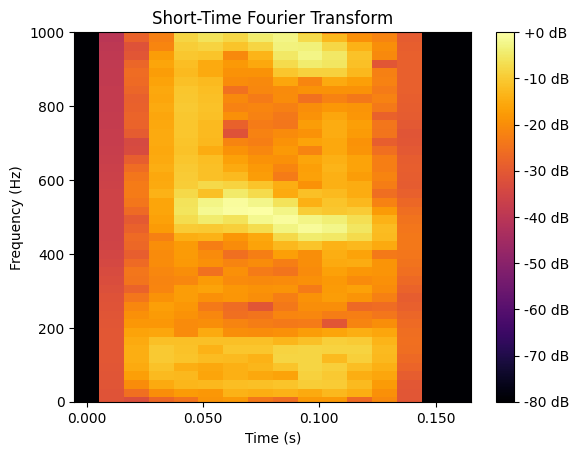 Short-Time Fourier Transform
1000
800
600
400
200
0
Frequency (Hz)
0.000
0.050
0.100
0.150
Time (s)
+0 dB
-10 dB
-20 dB
-30 dB
-40 dB
-50 dB
-60 dB
-70 dB
-80 dB